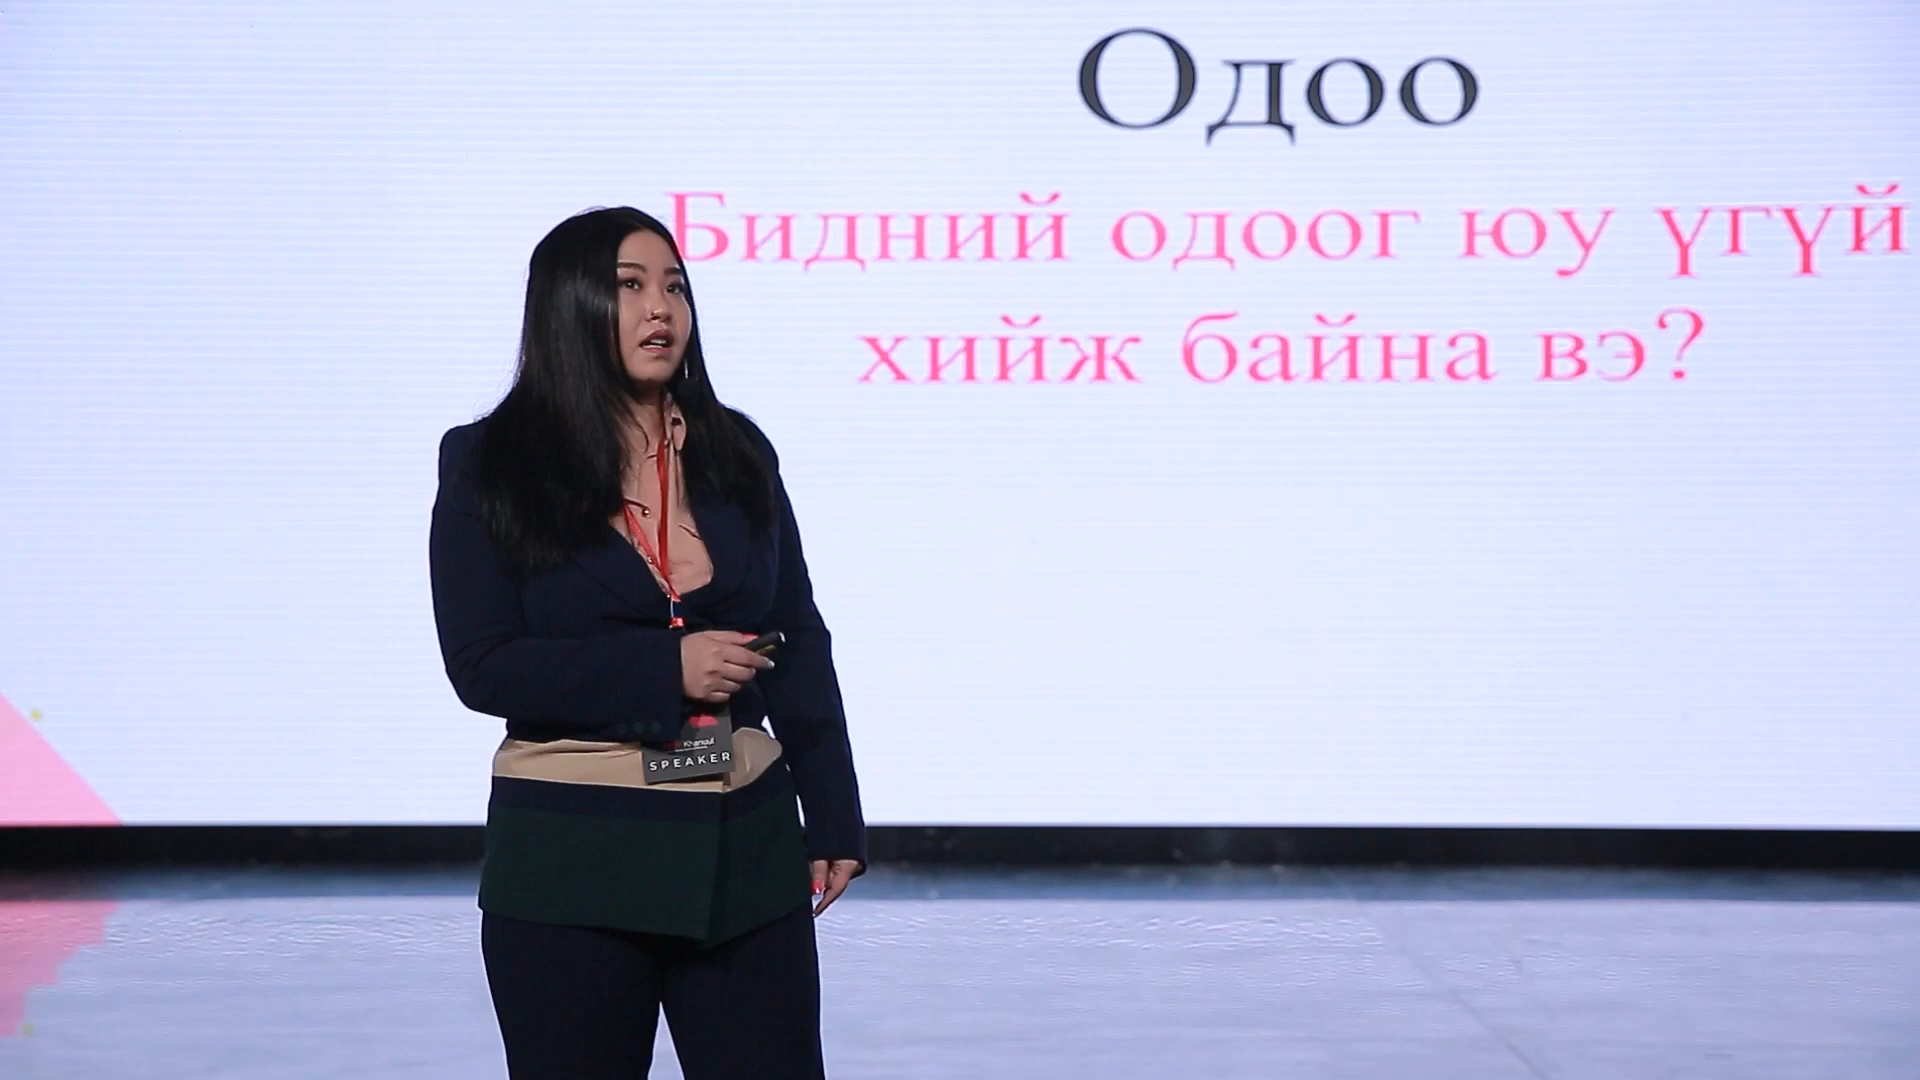 Одоо
Бидний одоог юу үгүй
хийж байна вэ?
SPEAKER